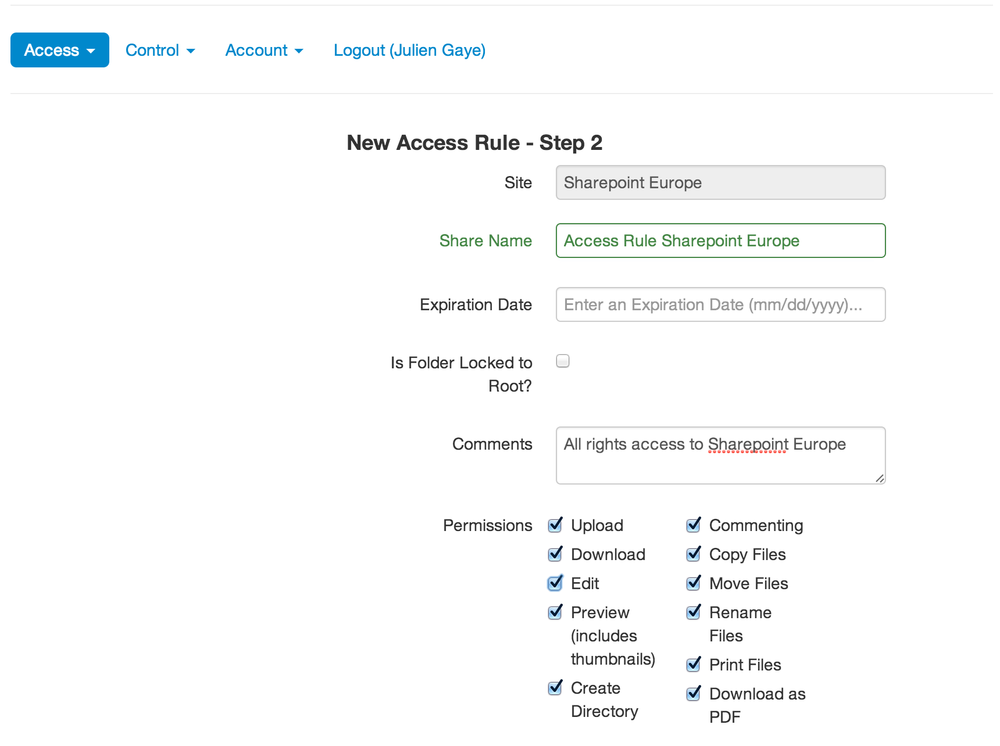 Access Control Account Logout (Julien Gaye)
New Access Rule - Step 2
Site Sharepoint Europe
Share Name Access Rule Sharepoint Europe
Expiration Date Enter an Expiration Date (mm/dd/yyyy)...
Is Folder Locked to
Root?
Comments All rights access to Sharepoint Europe
Permissions Upload Commenting
Download Copy Files
Edit Move Files
Preview Rename
(includes Files
thumbnails) Print Files
Create Download as
Directory PDF